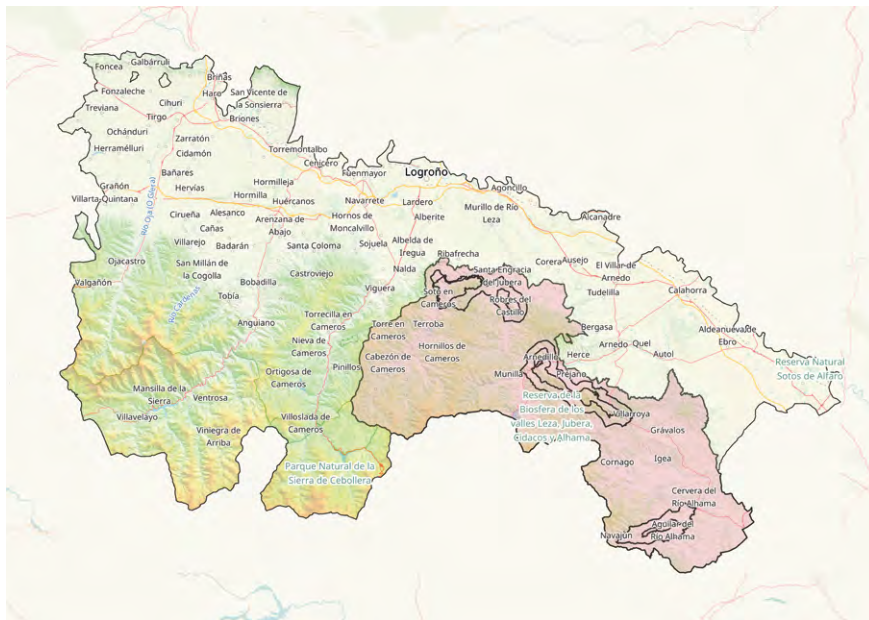 Galbárruli
Foncea
Briñas
Fonzaleche
Haro
San Vicente de
la Sonsierra
Cihuri
Treviana
Tirgo
Briones
Ochánduri
Zarratón
Herramélluri
Cidamón
Torremontalbo
Cenicero
Bañares
Fuenmayor
Logroño
Grañón
Hervías
Hormilleja
Agoncillo
Villarta-Quintana
Hormilla
Huércanos
Navarrete
Lardero
Río Oja (O Glera)
Cirueña
Alesanco
Arenzana de
Abajo
Hornos de
Moncalvillo
Alberite
Murillo de Río
Leza
Alcanadre
Cañas
Villarejo
Badarán
Santa Coloma
Sojuela
Albelda de
Iregua
Ribafrecha
Ojacastro
San Millán de
la Cogolla
Nalda
Santa Engracia
del Jubera
Corera
Ausejo
El Villar de
Arnedo
Valgañón
Bobadilla
Castroviejo
Viguera
Soto en
Cameros
Robres del
Castillo
Tudelilla
Calahorra
Tobía
Río Cárdenas
Anguiano
Torrecilla en
Cameros
Torre en
Cameros
Terroba
Bergasa
Aldeanueva de
Ebro
Nieva de
Cameros
Hornillos de
Cameros
Arnedillo
Herce
Arnedo
Quel
Autol
Cabezón de
Cameros
Pinillos
Ortigosa de
Cameros
Munilla
Préjano
Reserva Natural
Sotos de Alfaro
Mansilla de la
Sierra
Ventrosa
Reserva de la
Biosfera de los
valles Leza, Jubera,
Cidacos y Alhama
Villarroya
Villavelayo
Villoslada de
Cameros
Viniegra de
Arriba
Grávalos
Parque Natural de la
Sierra de Cebollera
Cornago
Igea
Cervera del
Río Alhama
Aguilar del
Río Alhama
Navajún